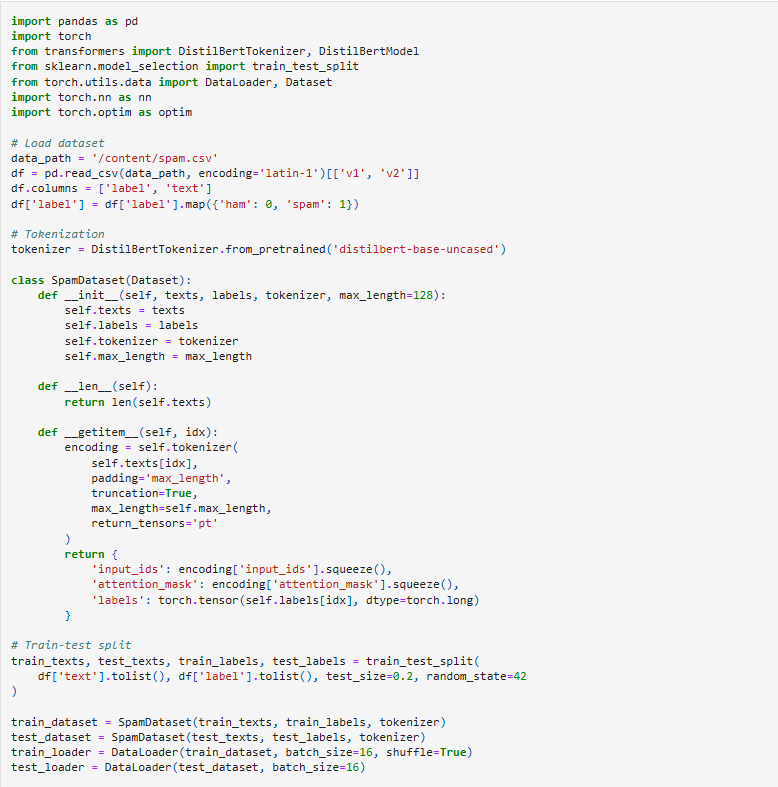 import pandas as pd
import torch
from transformers import DistilBertTokenizer, DistilBertModel
from sklearn.model_selection import train_test_split
from torch.utils.data import DataLoader, Dataset
import torch.nn as nn
import torch.optim as optim

# Load dataset
data_path = '/content/spam.csv'
df = pd.read_csv(data_path, encoding='latin-1')[['v1', 'v2']]
df.columns = ['label', 'text']
df['label'] = df['label'].map({'ham': 0, 'spam': 1})

# Tokenization
tokenizer = DistilBertTokenizer.from_pretrained('distilbert-base-uncased')

class SpamDataset(Dataset):
    def __init__(self, texts, labels, tokenizer, max_length=128):
        self.texts = texts
        self.labels = labels
        self.tokenizer = tokenizer
        self.max_length = max_length

    def __len__(self):
        return len(self.texts)

    def __getitem__(self, idx):
        encoding = self.tokenizer(
            self.texts[idx],
            padding='max_length',
            truncation=True,
            max_length=self.max_length,
            return_tensors='pt'
        )
        return {
            'input_ids': encoding['input_ids'].squeeze(),
            'attention_mask': encoding['attention_mask'].squeeze(),
            'labels': torch.tensor(self.labels[idx], dtype=torch.long)
        }

# Train-test split
train_texts, test_texts, train_labels, test_labels = train_test_split(
    df['text'].tolist(), df['label'].tolist(), test_size=0.2, random_state=42
)

train_dataset = SpamDataset(train_texts, train_labels, tokenizer)
test_dataset = SpamDataset(test_texts, test_labels, tokenizer)
train_loader = DataLoader(train_dataset, batch_size=16, shuffle=True)
test_loader = DataLoader(test_dataset, batch_size=16)